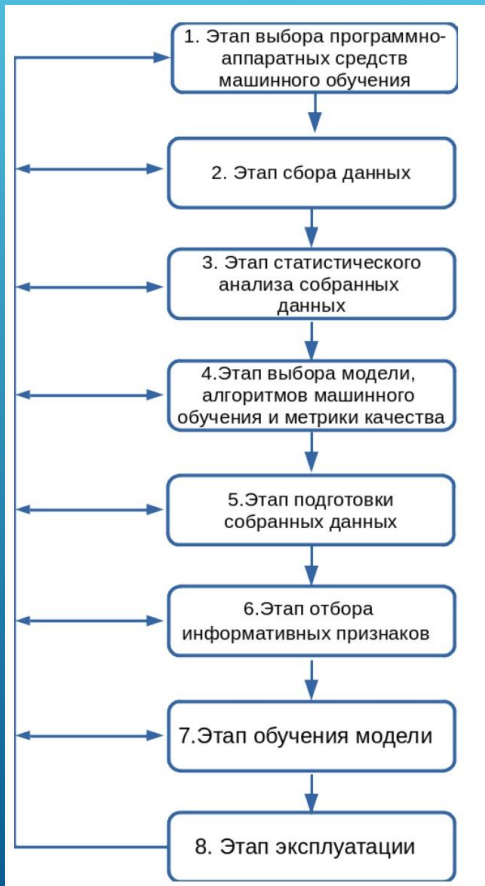 1. Этап выбора программно-
аппаратных средств
машинного обучения
2. Этап сбора данных
3. Этап статистического
анализа собранных
данных
4.Этап выбора модели,
алгоритмов машинного
обучения и метрики качества
5.Этап подготовки
собранных данных
6.Этап отбора
информативных признаков
7.Этап обучения модели
8. Этап эксплуатации